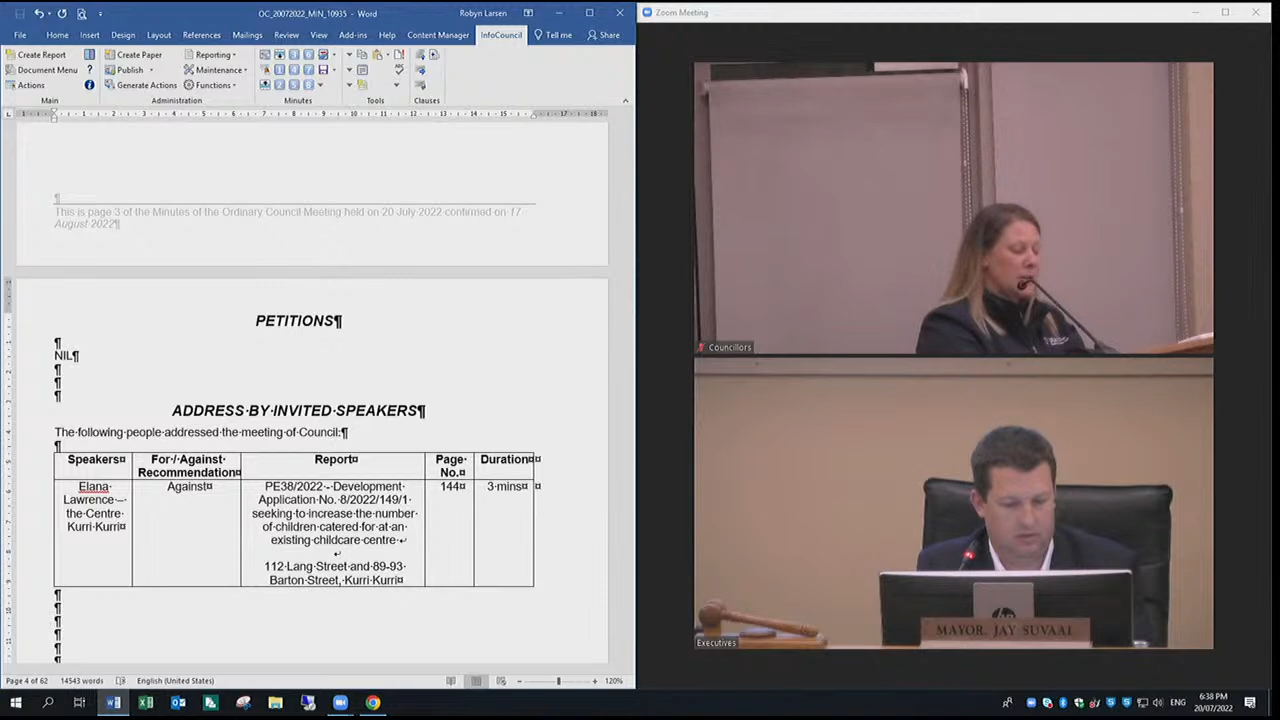 OC_20072022_MIN_10935 - Word
Robyn Larsen
File Home Insert Design Layout References Mailings Review View Add-ins Help Content Manager InfoCouncil Tell me Share
Create Report Create Paper Reporting
Document Menu Publish Maintenance
Actions Generate Actions Functions
Main Administration Minutes Tools Clauses
This is page 3 of the Minutes of the Ordinary Council Meeting held on 20 July 2022 confirmed on 17
August 2022
PETITIONS
NIL
ADDRESS BY INVITED SPEAKERS
The following people addressed the meeting of Council:
Speakers For / Against Recommendation Report Page No. Duration
Elana
Lawrence –
the Centre
Kurri Kurri
Against
PE38/2022 - Development
Application No. 8/2022/149/1
seeking to increase the number
of children catered for at an
existing childcare centre
112 Lang Street and 89-93
Barton Street, Kurri Kurri
144
3 mins
Page 4 of 62 14543 words English (United States) 120%
Zoom Meeting
Councillors
MAYOR. JAY SUVAAL
Executives
ENG
6:38 PM
20/07/2022